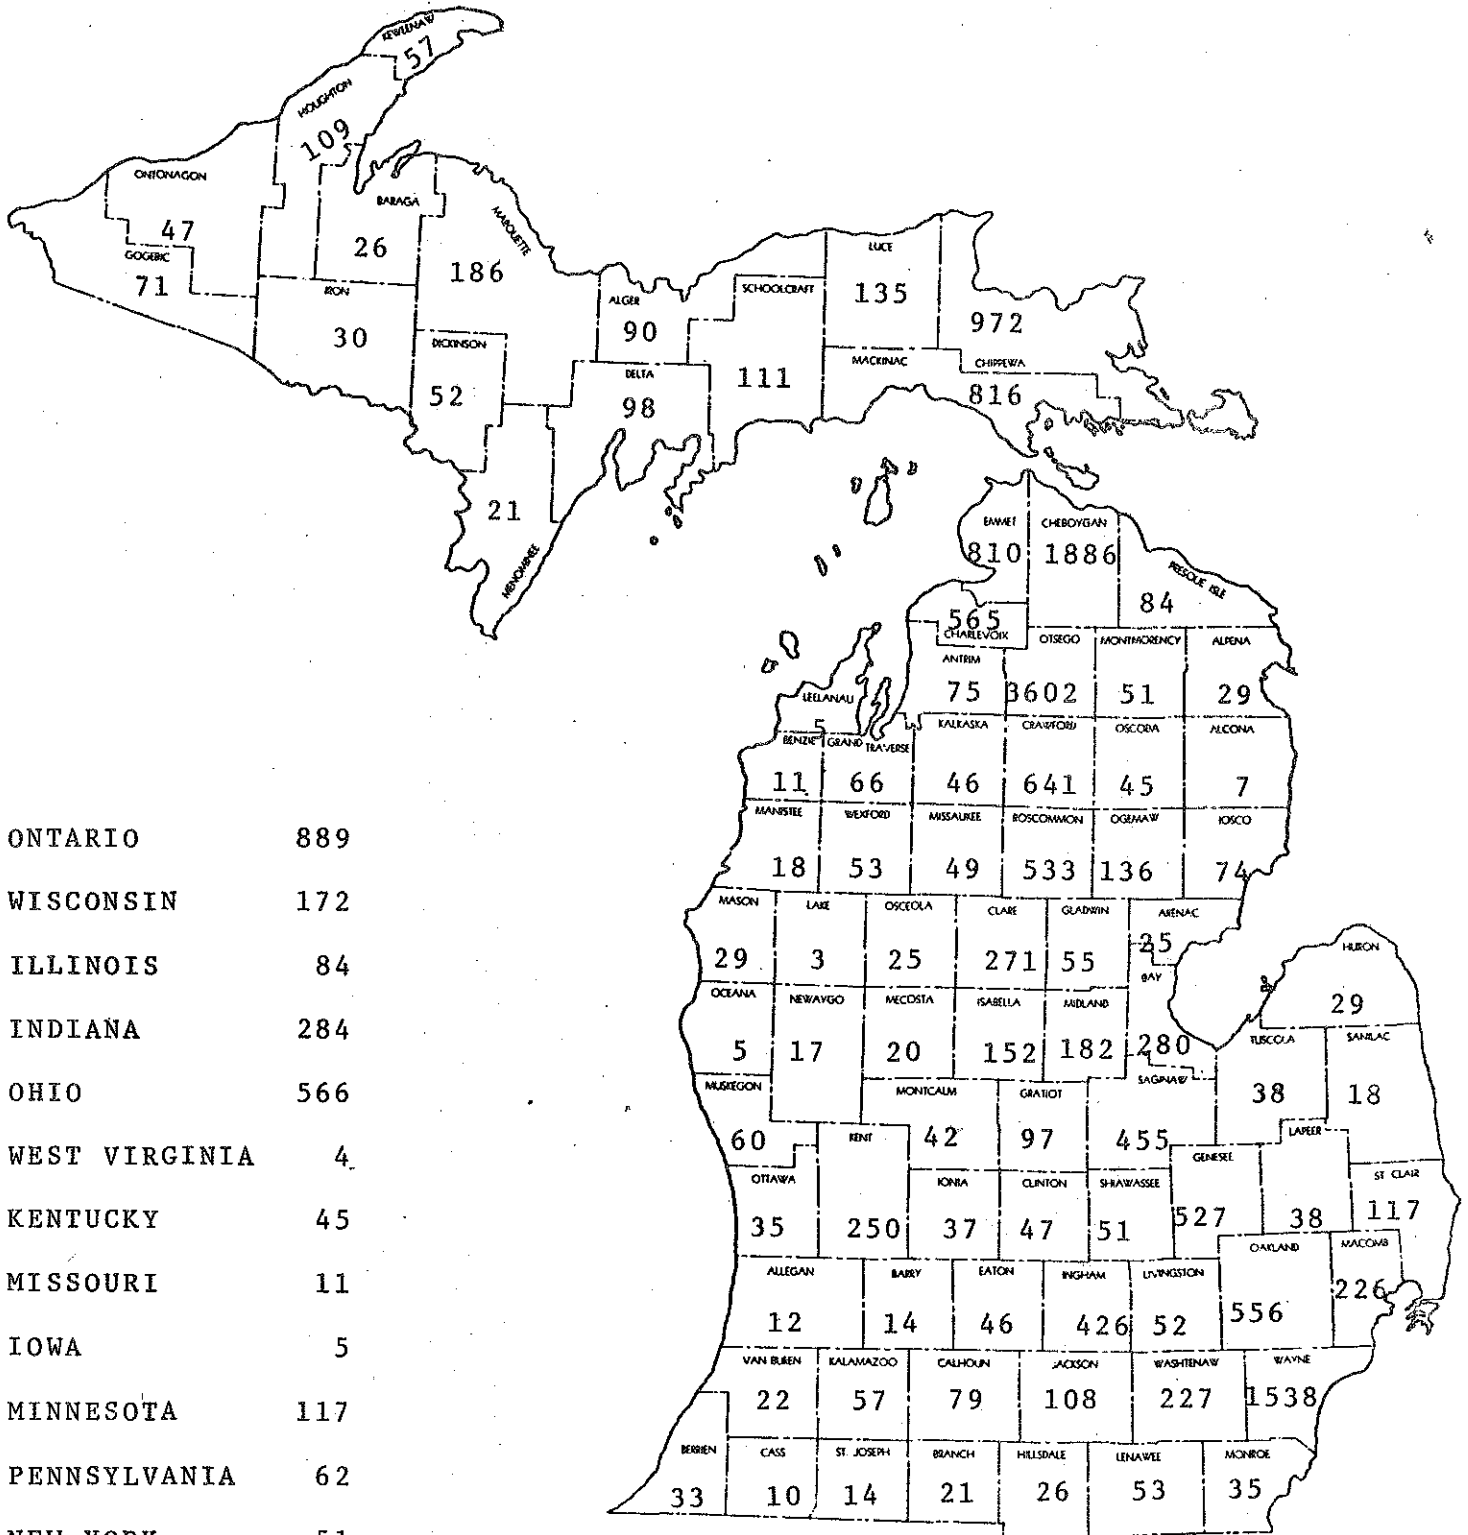 KEWEENAW
57
HOUGHTON
109
ONTONAGON
47
GOGEBIC
71
BARAGA
26
MARQUETTE
186
IRON
30
DICKINSON
52
ALGER
90
DELTA
98
SCHOOLCRAFT
111
LUCE
135
972
CHIPPEWA
MACKINAC
816
21
MENOMINEE
EMMET
810
CHEBOYGAN
1886
PRESQUE ISLE
84
565
CHARLEVOIX
OTSEGO
3602
MONTMORENCY
51
ALPENA
29
ANTRIM
75
LEELANAU
5
BENZIE
11
GRAND TRAVERSE
66
KALKASKA
46
CRAWFORD
641
OSCODA
45
ALCONA
7
MANISTEE
18
WEXFORD
53
MISSAUKEE
49
ROSCOMMON
533
OGEMAW
136
IOSCO
74
MASON
29
LAKE
3
OSCEOLA
25
CLARE
271
GLADWIN
55
ARENAC
25
BAY
280
HURON
29
OCEANA
5
NEWAYGO
17
MECOSTA
20
ISABELLA
152
MIDLAND
182
TUSCOLA
38
SANILAC
18
MUSKEGON
60
MONTCALM
42
GRATIOT
97
SAGINAW
455
LAPEER
38
GENESEE
527
ST CLAIR
117
OTTAWA
35
KENT
250
IONIA
37
CLINTON
47
SHIAWASSEE
51
OAKLAND
556
MACOMB
226
ALLEGAN
12
BARRY
14
EATON
46
INGHAM
426
LIVINGSTON
52
VAN BUREN
22
KALAMAZOO
57
CALHOUN
79
JACKSON
108
WASHTENAW
227
WAYNE
1538
BERRIEN
33
CASS
10
ST. JOSEPH
14
BRANCH
21
HILLSDALE
26
LENAWEE
53
MONROE
35
ONTARIO 889
WISCONSIN 172
ILLINOIS 84
INDIANA 284
OHIO 566
WEST VIRGINIA 4
KENTUCKY 45
MISSOURI 11
IOWA 5
MINNESOTA 117
PENNSYLVANIA 62
NEW YORK 51